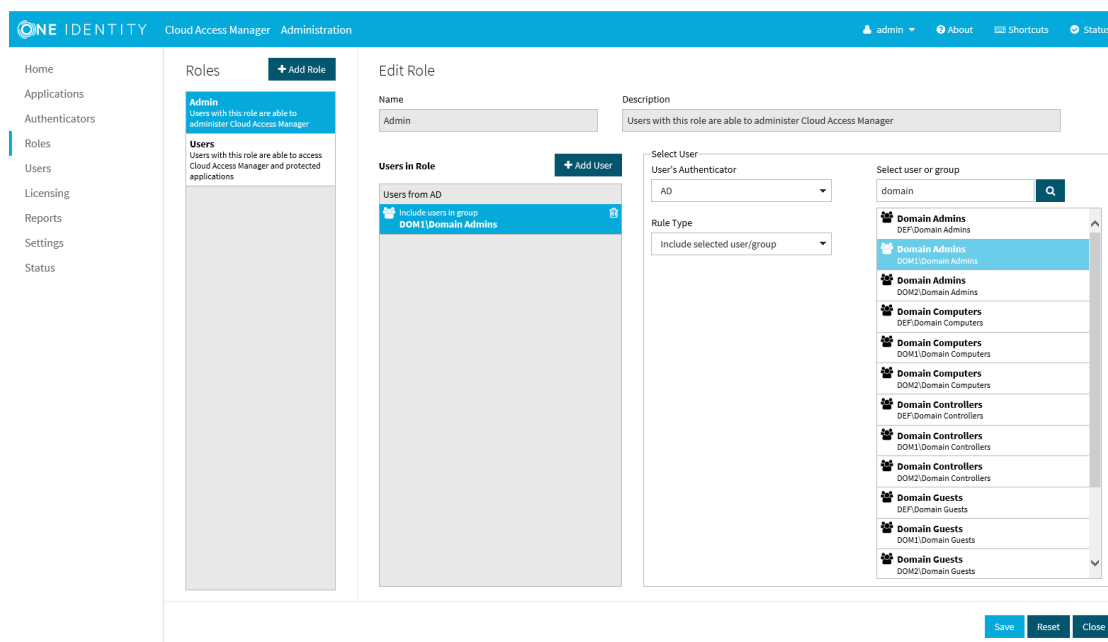 ONE IDENTITY Cloud Access Manager Administration
admin About Shortcuts Status
Home
Applications
Authenticators
Roles
Users
Licensing
Reports
Settings
Status
Roles
+ Add Role
Admin
Users with this role are able to
administer Cloud Access Manager
Users
Users with this role are able to access
Cloud Access Manager and protected
applications
Edit Role
Name
Admin
Description
Users with this role are able to administer Cloud Access Manager
Users in Role
+ Add User
Users from AD
Include users in group
DOM1\Domain Admins
Select User
User's Authenticator
AD
Rule Type
Include selected user/group
Select user or group
domain
Domain Admins
DEF\Domain Admins
Domain Admins
DOM1\Domain Admins
Domain Admins
DOM2\Domain Admins
Domain Computers
DEF\Domain Computers
Domain Computers
DOM1\Domain Computers
Domain Computers
DOM2\Domain Computers
Domain Controllers
DEF\Domain Controllers
Domain Controllers
DOM1\Domain Controllers
Domain Controllers
DOM2\Domain Controllers
Domain Guests
DEF\Domain Guests
Domain Guests
DOM1\Domain Guests
Domain Guests
DOM2\Domain Guests
Save Reset Close